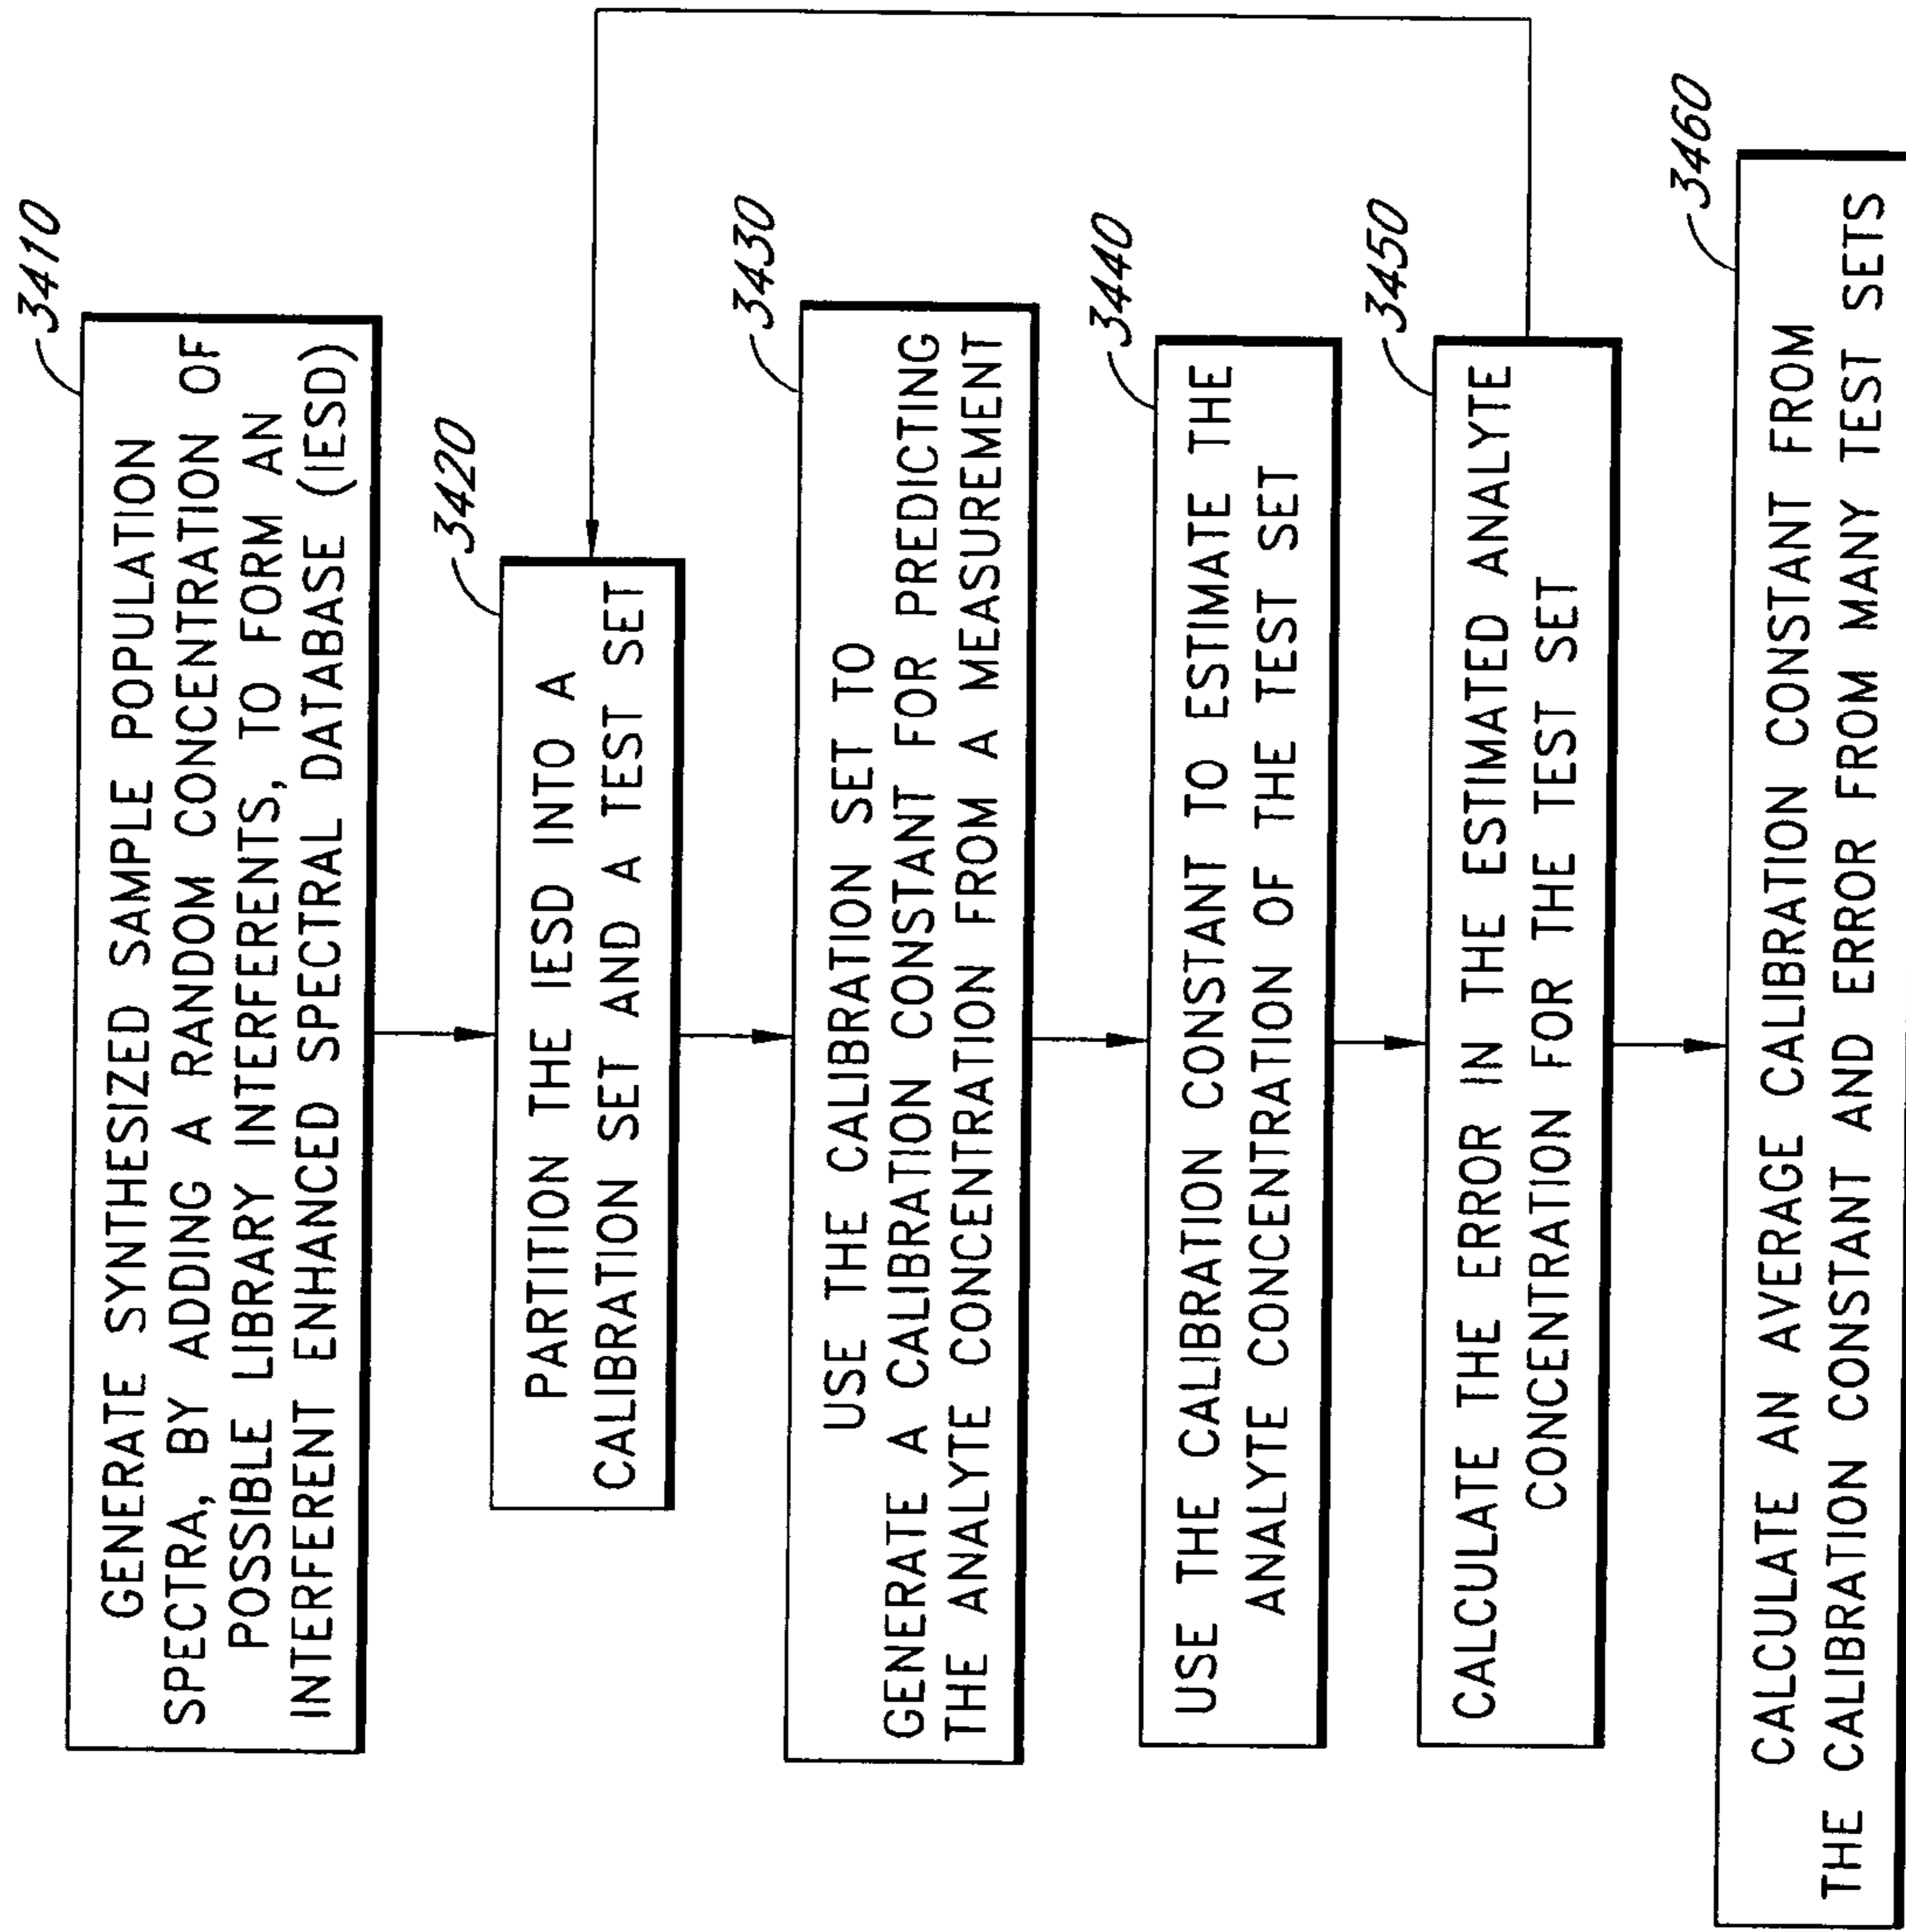 3410
GENERATE SYNTHESIZED SAMPLE POPULATION
SPECTRA, BY ADDING A RANDOM CONCENTRATION OF
POSSIBLE LIBRARY INTERFERENTS, TO FORM AN
INTERFERENT ENHANCED SPECTRAL DATABASE (IESD)
3420
PARTITION THE IESD INTO A
CALIBRATION SET AND A TEST SET
3430
USE THE CALIBRATION SET TO
GENERATE A CALIBRATION CONSTANT FOR PREDICTING
THE ANALYTE CONCENTRATION FROM A MEASUREMENT
3440
USE THE CALIBRATION CONSTANT TO ESTIMATE THE
ANALYTE CONCENTRATION OF THE TEST SET
3450
CALCULATE THE ERROR IN THE ESTIMATED ANALYTE
CONCENTRATION FOR THE TEST SET
3460
CALCULATE AN AVERAGE CALIBRATION CONSTANT FROM
THE CALIBRATION CONSTANT AND ERROR FROM MANY TEST SETS